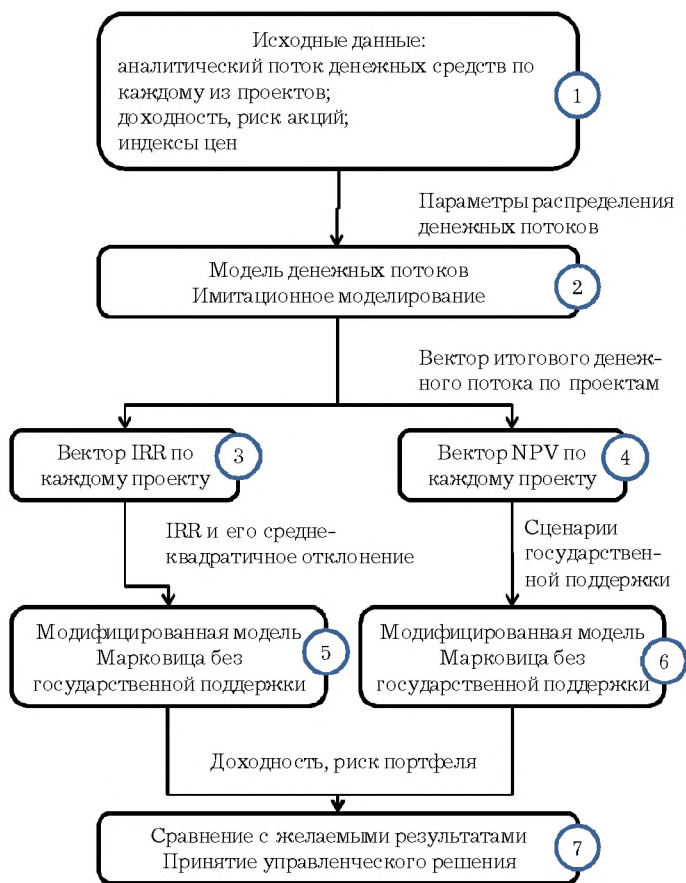 Исходные данные:
аналитический поток денежных средств по
каждому из проектов;
доходность, риск акций;
индексы цен
1
Параметры распределения
денежных потоков
Модель денежных потоков
Имитационное моделирование
2
Вектор итогового денеж-
ного потока по проектам
Вектор IRR по
каждому проекту
3
Вектор NPV по
каждому проекту
4
IRR и его средне-
квадратичное отклонение
Сценарии
государствен-
ной поддержки
Модифицированная модель
Марковица без
государственной поддержки
5
Модифицированная модель
Марковица без
государственной поддержки
6
Доходность, риск портфеля
Сравнение с желаемыми результатами
Принятие управленческого решения
7